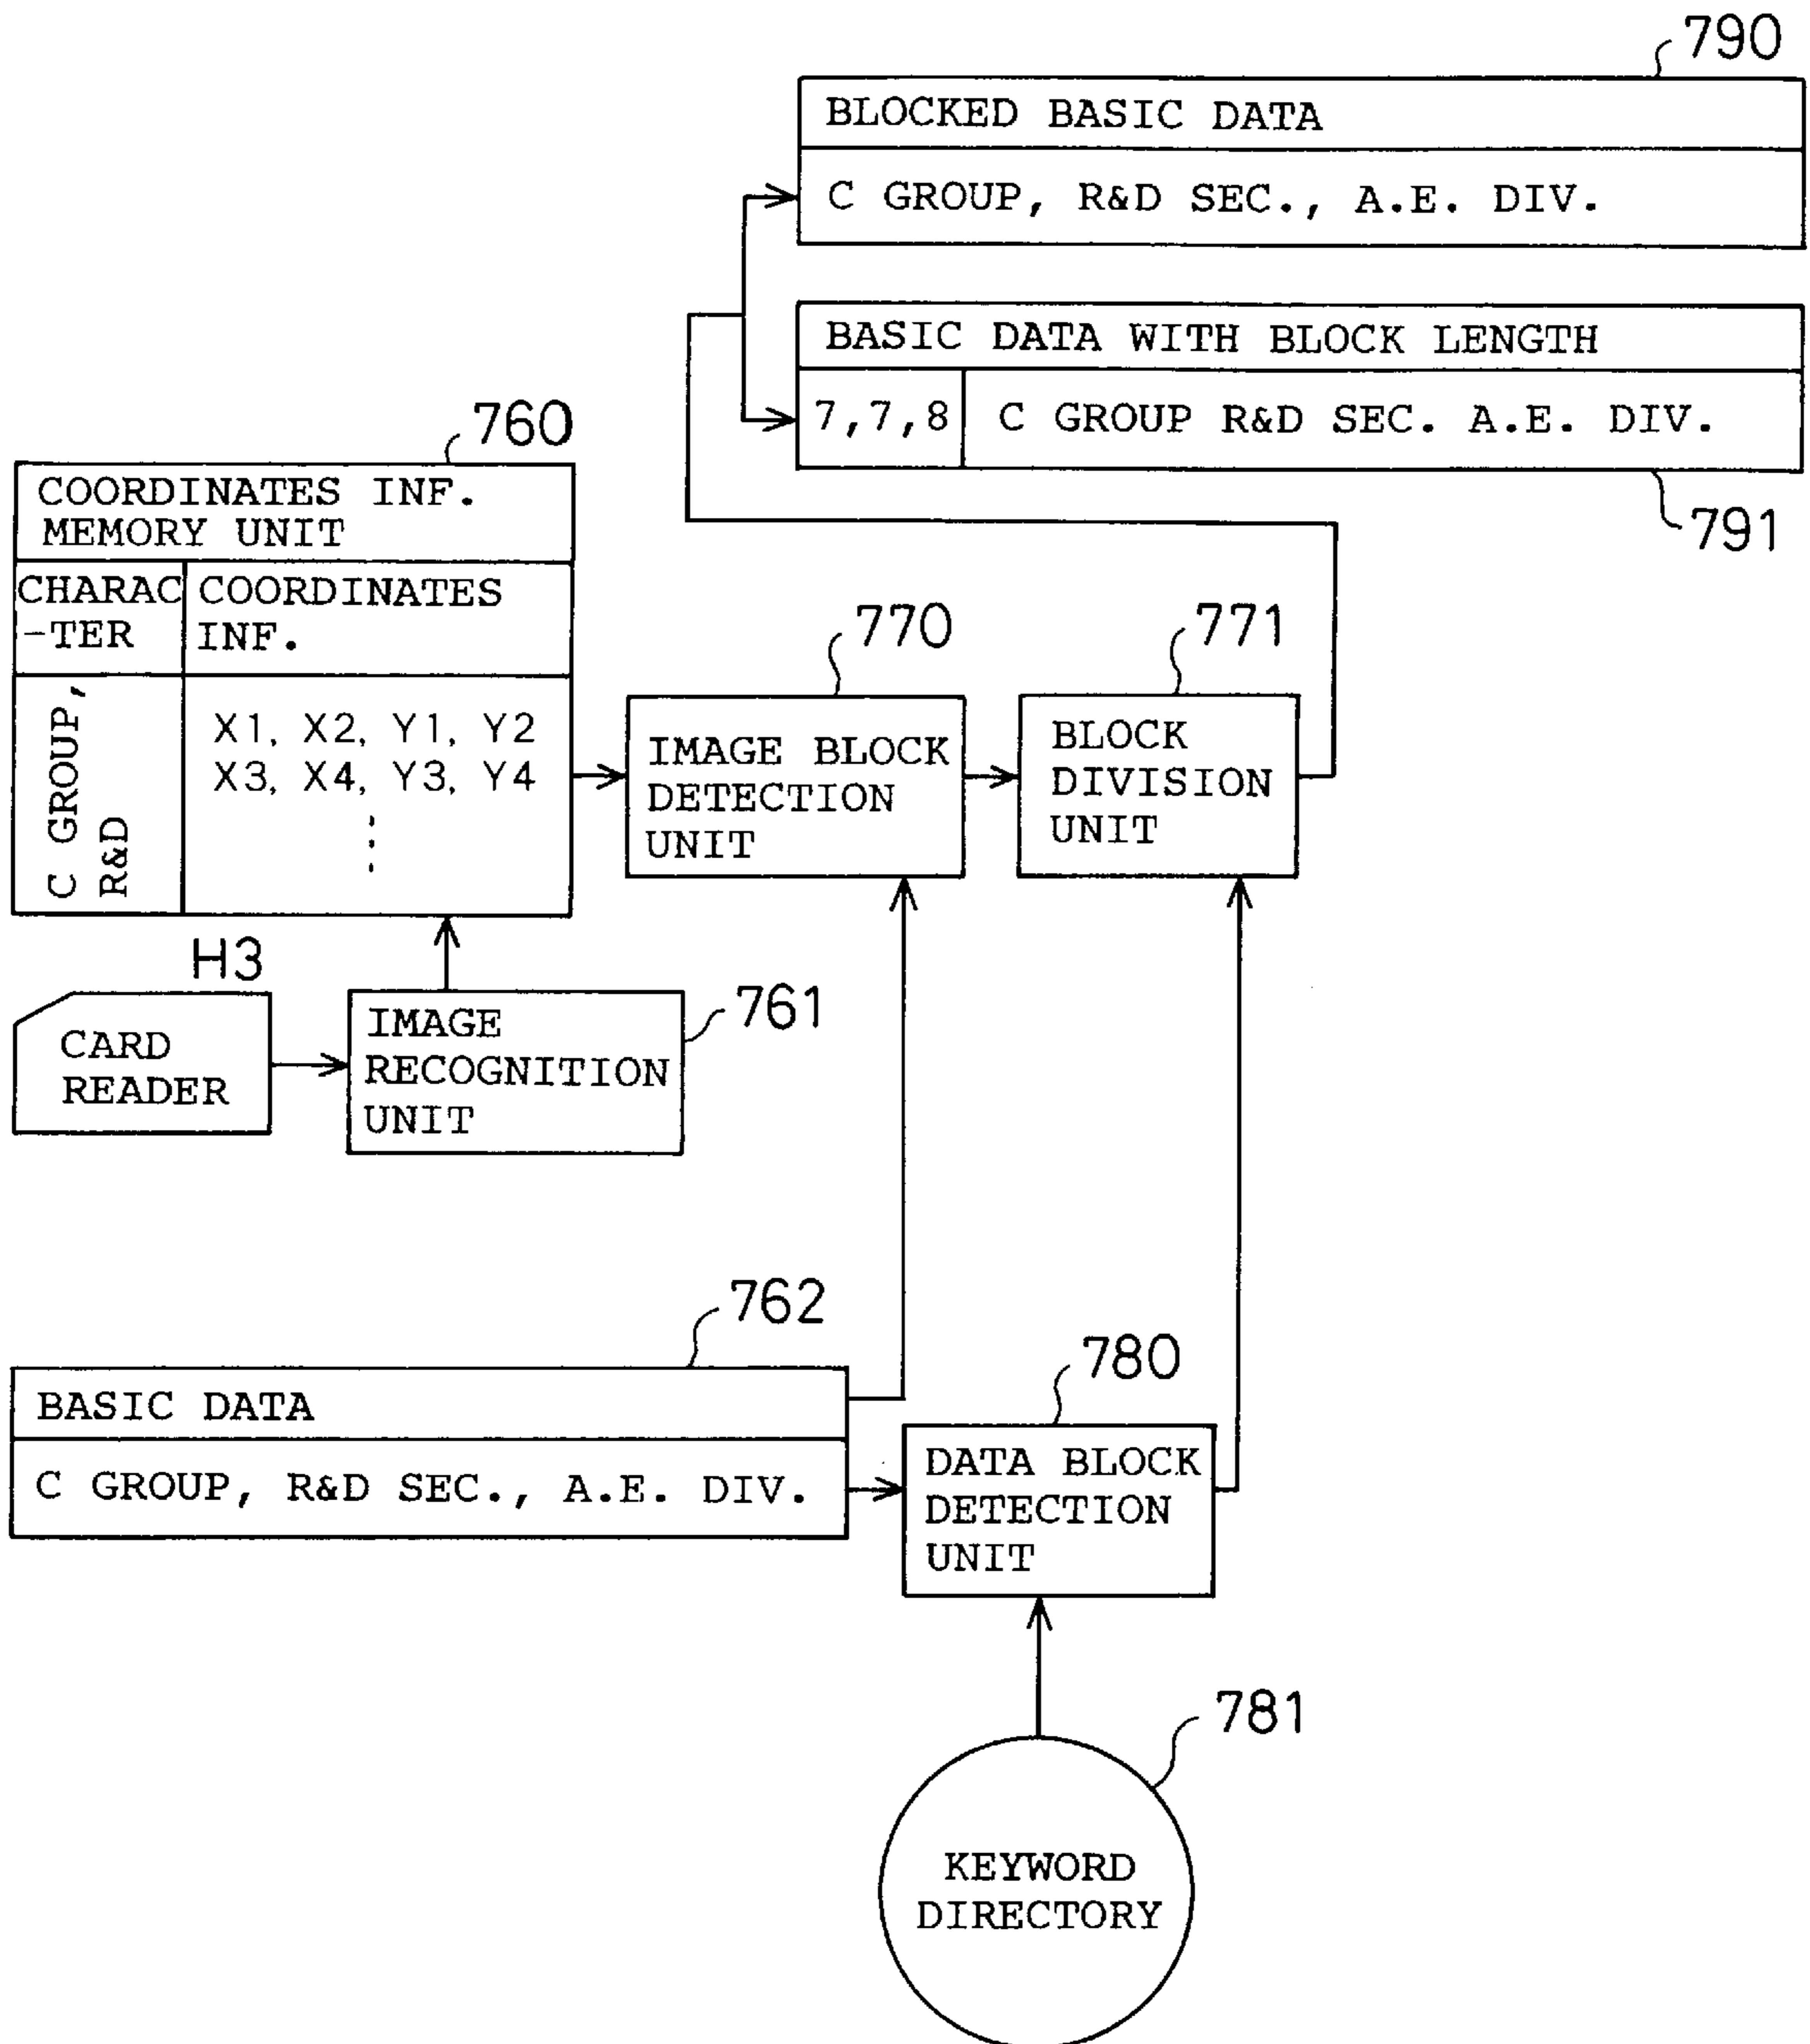 790
BLOCKED BASIC DATA
C GROUP, R&D SEC., A.E. DIV.
BASIC DATA WITH BLOCK LENGTH
7,7,8
C GROUP R&D SEC. A.E. DIV.
791
760
COORDINATES INF.
MEMORY UNIT
CHARAC
-TER
COORDINATES
INF.
C GROUP,
R&D
X1, X2, Y1, Y2
X3, X4, Y3, Y4
770
IMAGE BLOCK
DETECTION
UNIT
771
BLOCK
DIVISION
UNIT
H3
CARD
READER
761
IMAGE
RECOGNITION
UNIT
762
BASIC DATA
C GROUP, R&D SEC., A.E. DIV.
780
DATA BLOCK
DETECTION
UNIT
781
KEYWORD
DIRECTORY